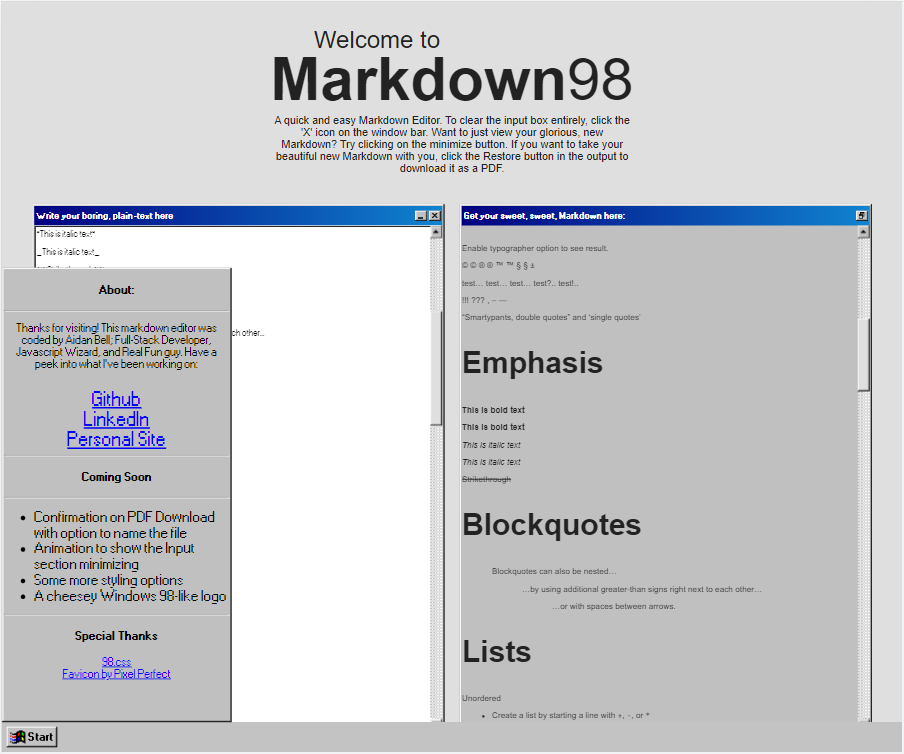 Welcome to
Markdown98
A quick and easy Markdown Editor. To clear the input box entirely, click the
'X' icon on the window bar. Want to just view your glorious, new
Markdown? Try clicking on the minimize button. If you want to take your
beautiful new Markdown with you, click the Restore button in the output to
download it as a PDF.
Write your boring, plain-text here
*This is italic text*
_This is italic text_
ch other...
About:
Thanks for visiting! This markdown editor was
coded by Aidan Bell; Full-Stack Developer,
Javascript Wizard, and Real Fun guy. Have a
peek into what I've been working on:
Github
LinkedIn
Personal Site
Coming Soon
• Confirmation on PDF Download
with option to name the file
• Animation to show the Input
section minimizing
• Some more styling options
• A cheesey Windows 98-like logo
Special Thanks
98.css
Favicon by Pixel Perfect
Get your sweet, sweet, Markdown here:
Enable typographer option to see result.
© © ® ® ™ ™ § § ±
test… test… test… test?.. test!..
!!! ??? , – —
“Smartypants, double quotes” and ‘single quotes’
Emphasis
This is bold text
This is bold text
This is italic text
This is italic text
Strikethrough
Blockquotes
Blockquotes can also be nested…
…by using additional greater-than signs right next to each other…
…or with spaces between arrows.
Lists
Unordered
• Create a list by starting a line with +, -, or *
Start